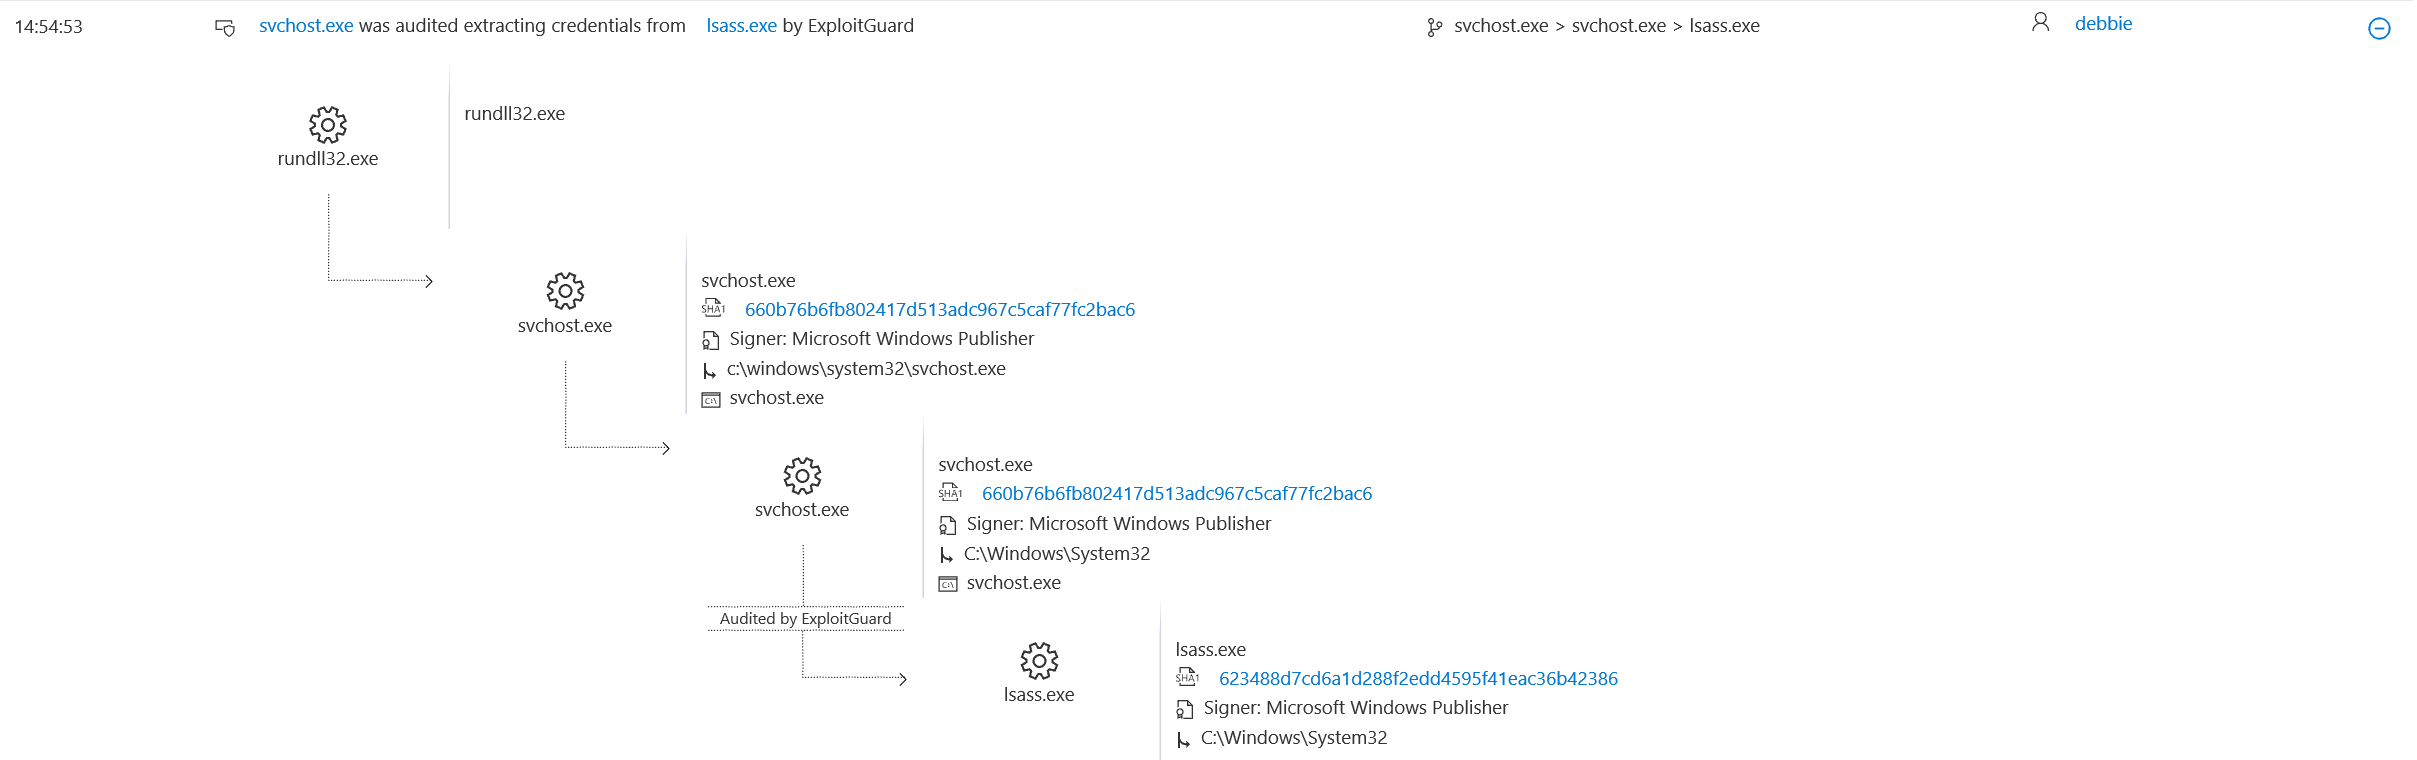 14:54:53 svchost.exe was audited extracting credentials from lsass.exe by ExploitGuard svchost.exe > svchost.exe > lsass.exe debbie
rundll32.exe
rundll32.exe
svchost.exe
svchost.exe
SHA1 660b76b6fb802417d513adc967c5caf77fc2bac6
Signer: Microsoft Windows Publisher
c:\windows\system32\svchost.exe
C:\ svchost.exe
svchost.exe
svchost.exe
SHA1 660b76b6fb802417d513adc967c5caf77fc2bac6
Signer: Microsoft Windows Publisher
C:\Windows\System32
C:\ svchost.exe
Audited by ExploitGuard
lsass.exe
lsass.exe
SHA1 623488d7cd6a1d288f2edd4595f41eac36b42386
Signer: Microsoft Windows Publisher
C:\Windows\System32